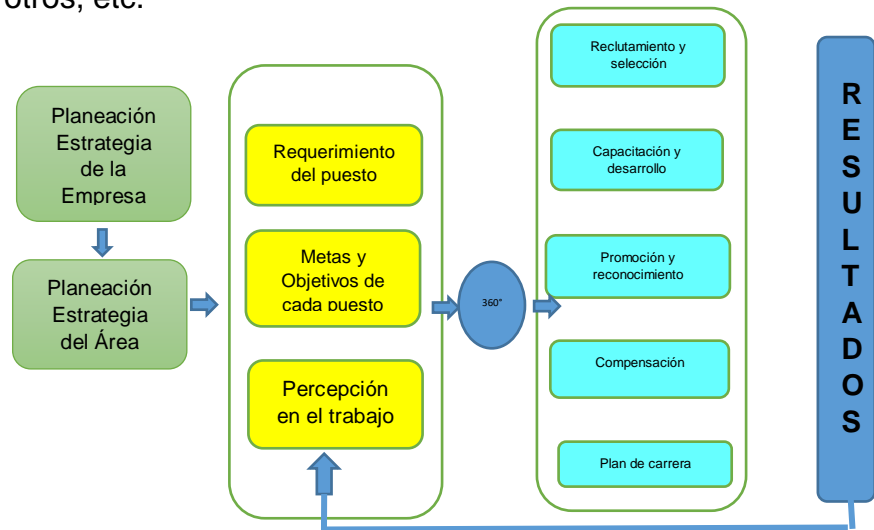 otros, etc.
Planeación
Estrategia
de la
Empresa
Planeación
Estrategia
del Área
Requerimiento
del puesto
Metas y
Objetivos de
cada puesto
Percepción
en el trabajo
360°
Reclutamiento y
selección
Capacitación y
desarrollo
Promoción y
reconocimiento
Compensación
Plan de carrera
R
E
S
U
L
T
A
D
O
S